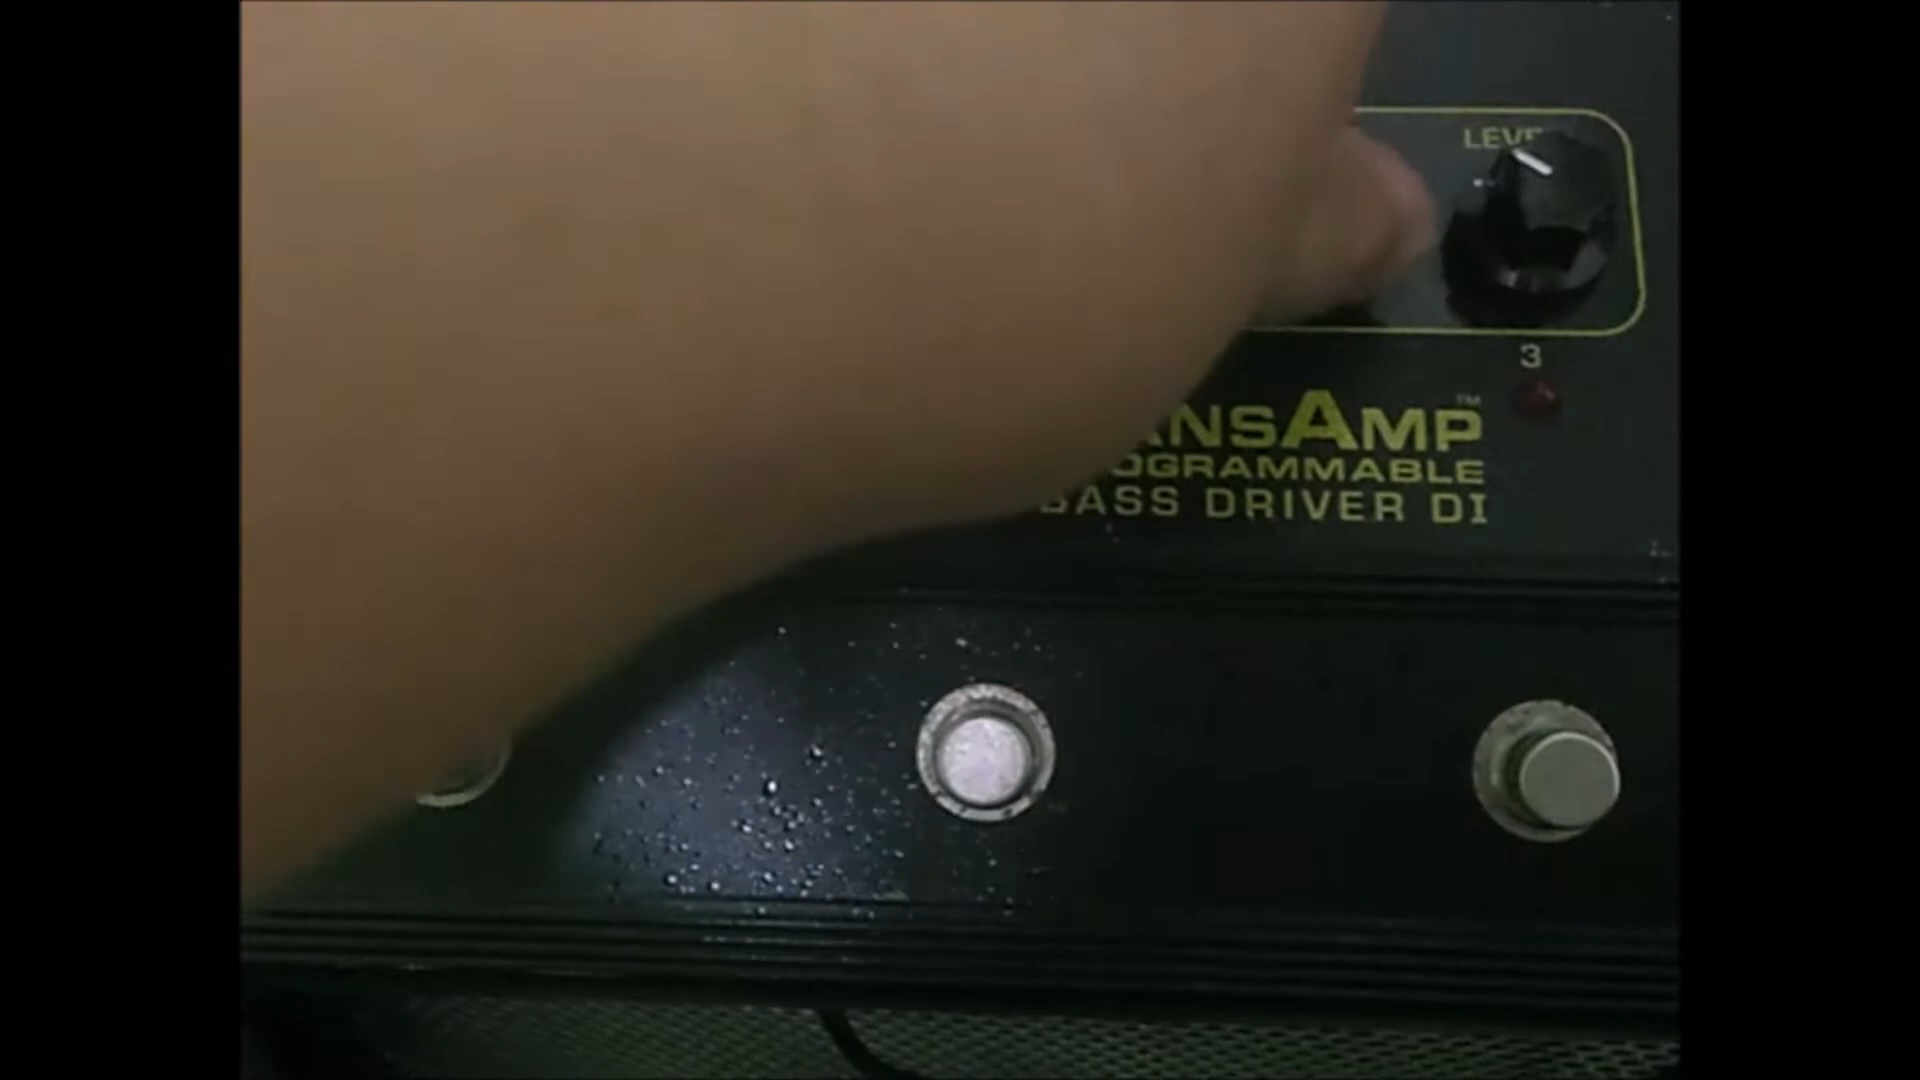 LEVE
3
ANSAMP™
OGRAMMABLE
BASS DRIVER DI